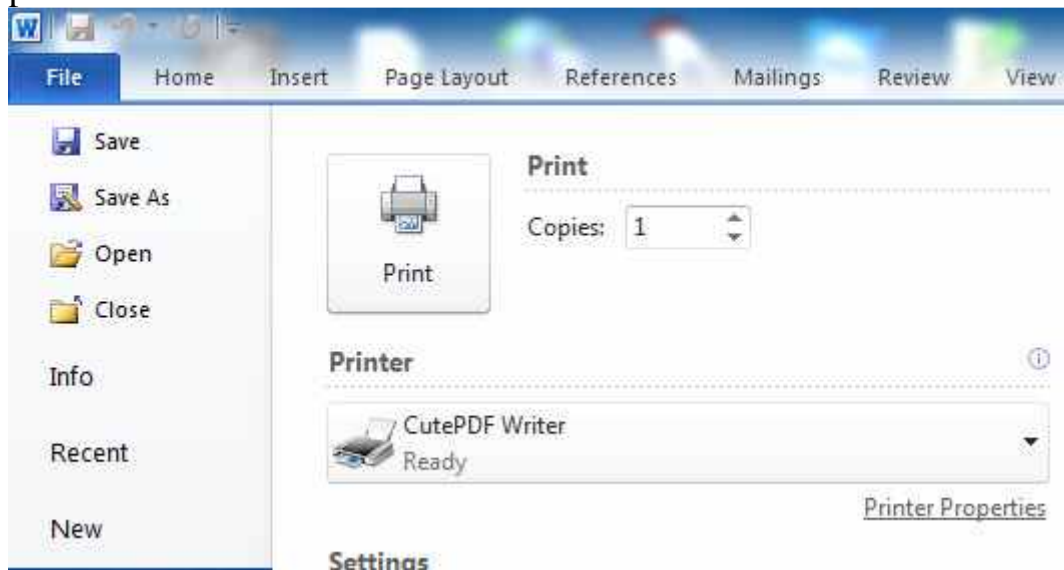 W
File Home Insert Page Layout References Mailings Review View
Save
Save As
Open
Close
Info
Recent
New
Print
Print
Copies: 1
Printer
CutePDF Writer
Ready
Printer Properties
Settings